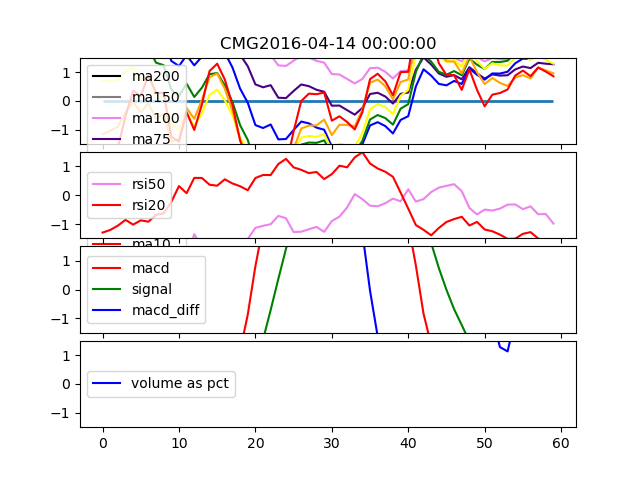 CMG2016-04-14 00:00:00
1
0
−1
ma200
ma150
ma100
ma75
1
0
−1
rsi50
rsi20
ma10
1
0
−1
macd
signal
macd_diff
1
0
−1
volume as pct
0 10 20 30 40 50 60